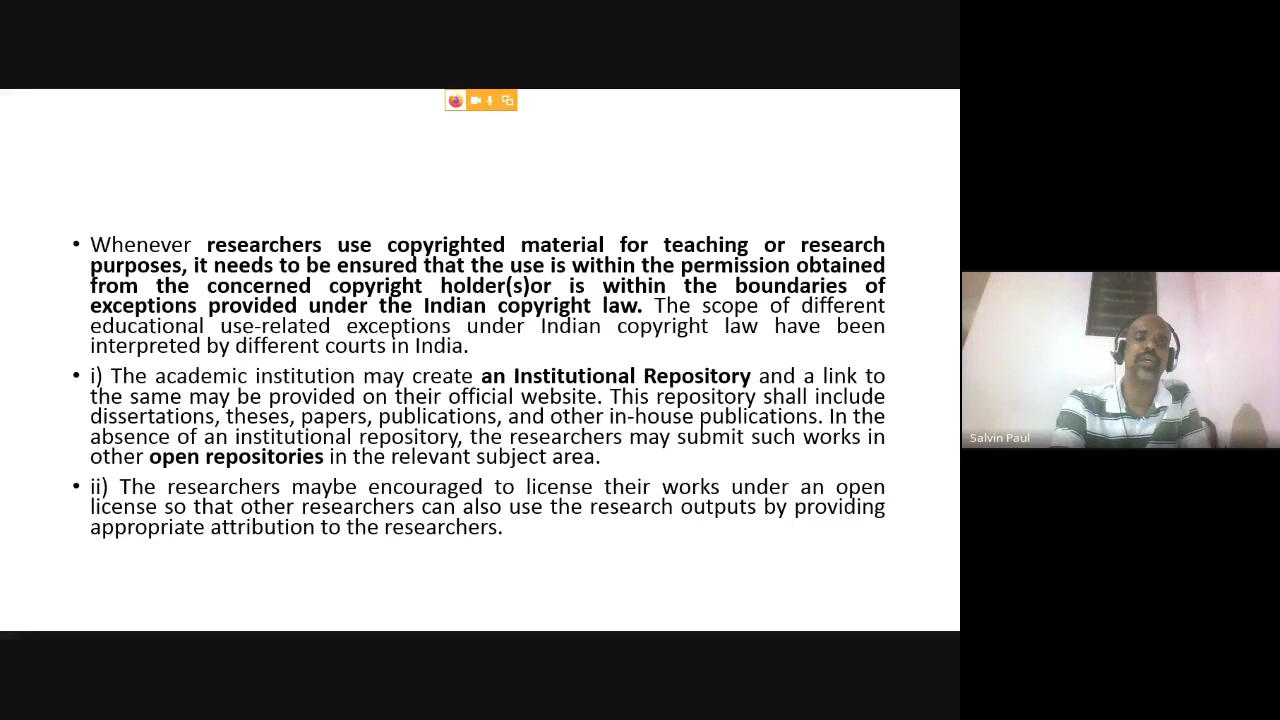 • Whenever researchers use copyrighted material for teaching or research
purposes, it needs to be ensured that the use is within the permission obtained
from the concerned copyright holder(s)or is within the boundaries of
exceptions provided under the Indian copyright law. The scope of different
educational use-related exceptions under Indian copyright law have been
interpreted by different courts in India.
• i) The academic institution may create an Institutional Repository and a link to
the same may be provided on their official website. This repository shall include
dissertations, theses, papers, publications, and other in-house publications. In the
absence of an institutional repository, the researchers may submit such works in
other open repositories in the relevant subject area.
• ii) The researchers maybe encouraged to license their works under an open
license so that other researchers can also use the research outputs by providing
appropriate attribution to the researchers.
Salvin Paul